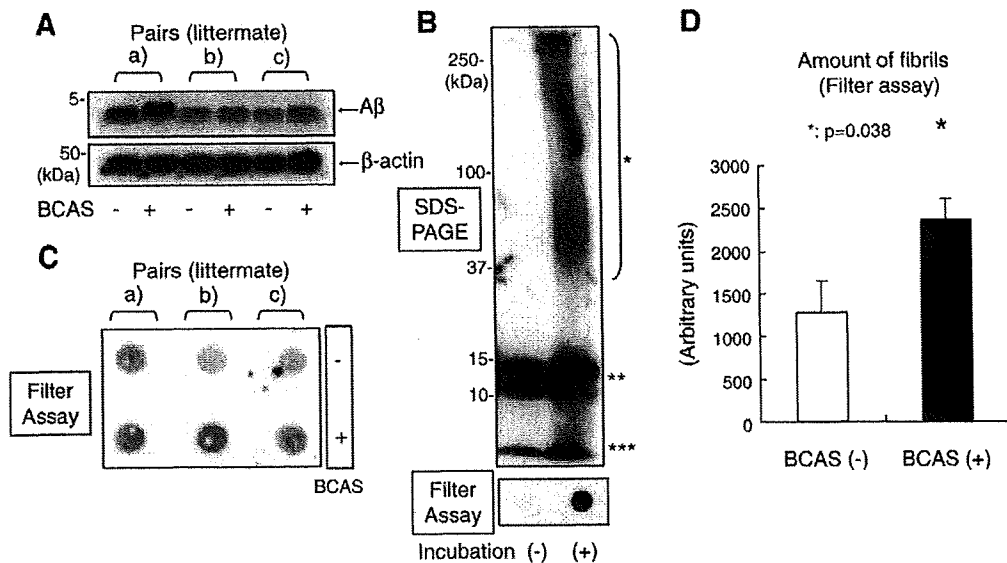 A
Pairs (littermate)
a) b) c)
5-
Aβ
50-
(kDa)
β-actin
BCAS - + - + - +
B
250-
(kDa)
100-
37-
15-
10-
*
**
***
SDS-
PAGE
Filter
Assay
Incubation (-) (+)
C
Pairs (littermate)
a) b) c)
Filter
Assay
-
+
BCAS
D
Amount of fibrils
(Filter assay)
*: p=0.038
*
(Arbitrary units)
3000
2500
2000
1500
1000
500
0
BCAS (-) BCAS (+)